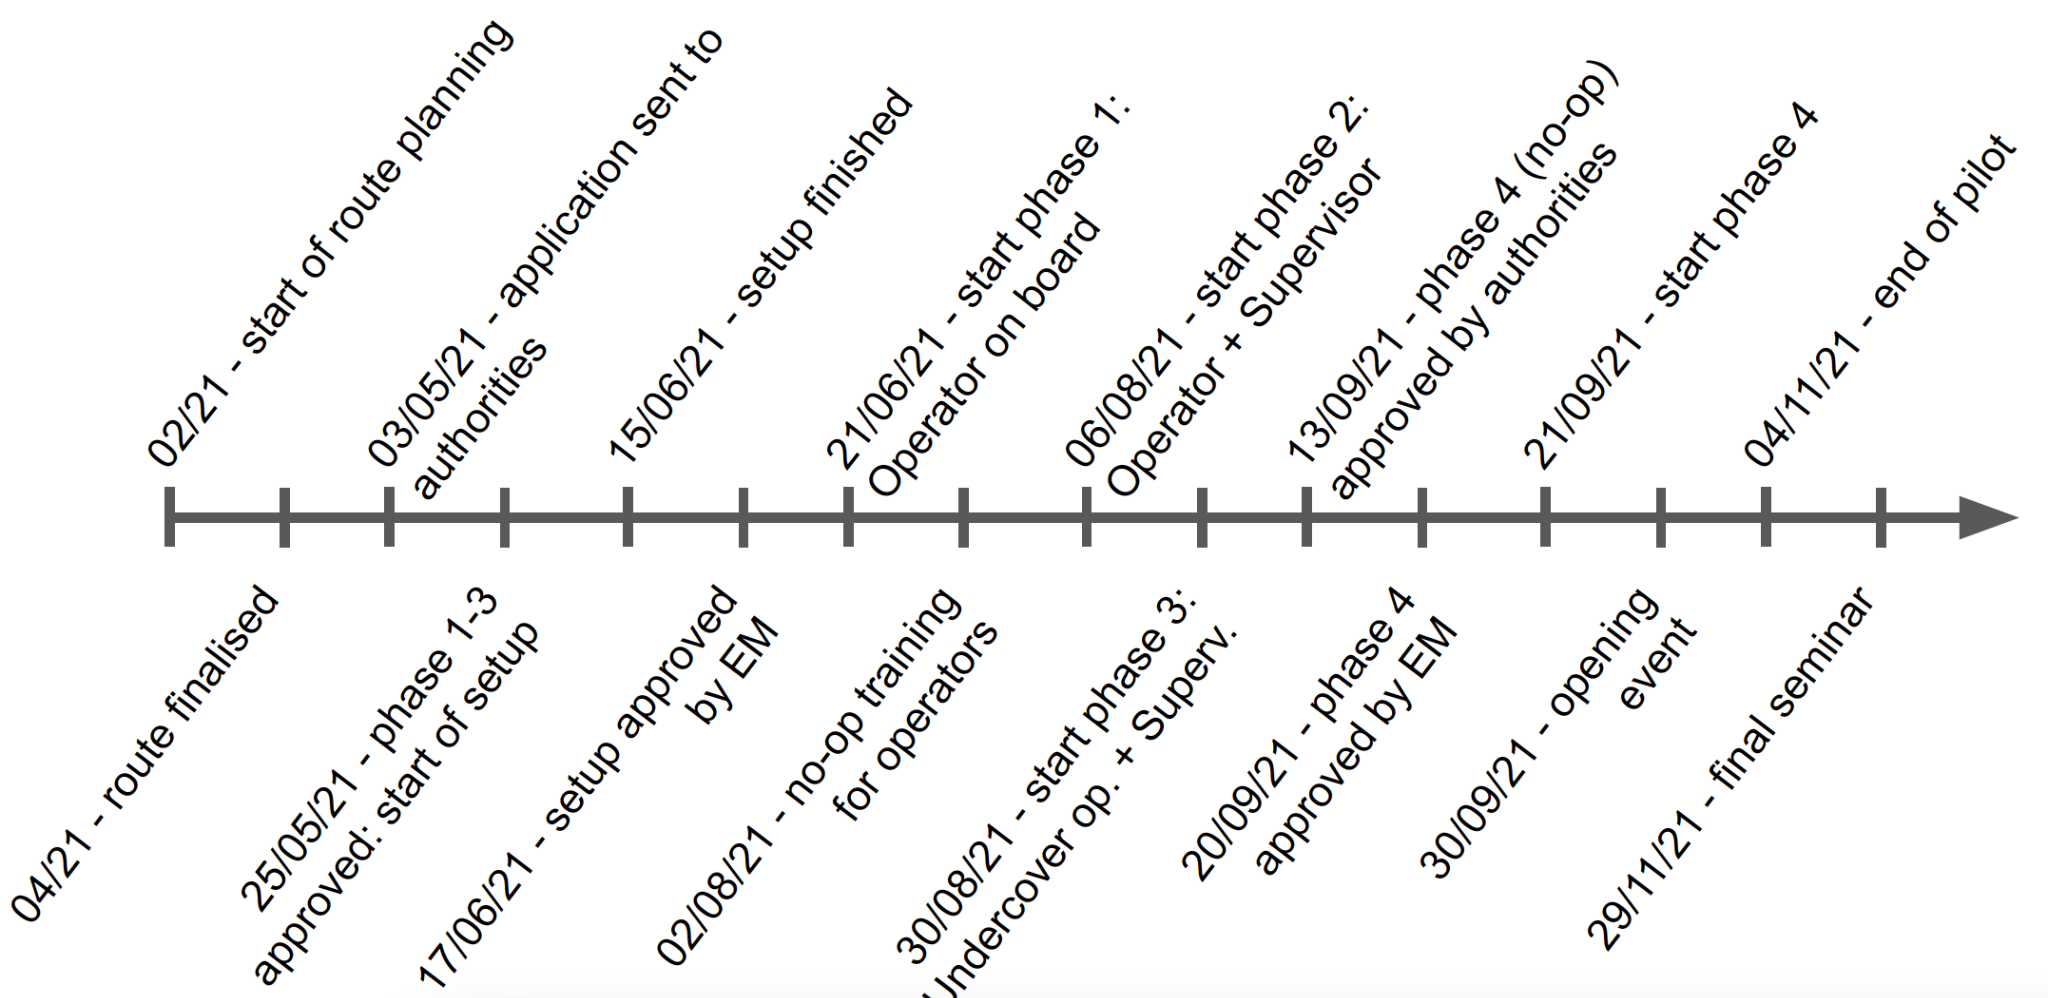 02/21 - start of route planning
03/05/21 - application sent to
authorities
15/06/21 - setup finished
21/06/21 - start phase 1:
Operator on board
06/08/21 - start phase 2:
Operator + Supervisor
13/09/21 - phase 4 (no-op)
approved by authorities
21/09/21 - start phase 4
04/11/21 - end of pilot
04/21 - route finalised
25/05/21 - phase 1-3
approved: start of setup
17/06/21 - setup approved
by EM
02/08/21 - no-op training
for operators
30/08/21 - start phase 3:
Undercover op. + Superv.
20/09/21 - phase 4
approved by EM
30/09/21 - opening
event
29/11/21 - final seminar